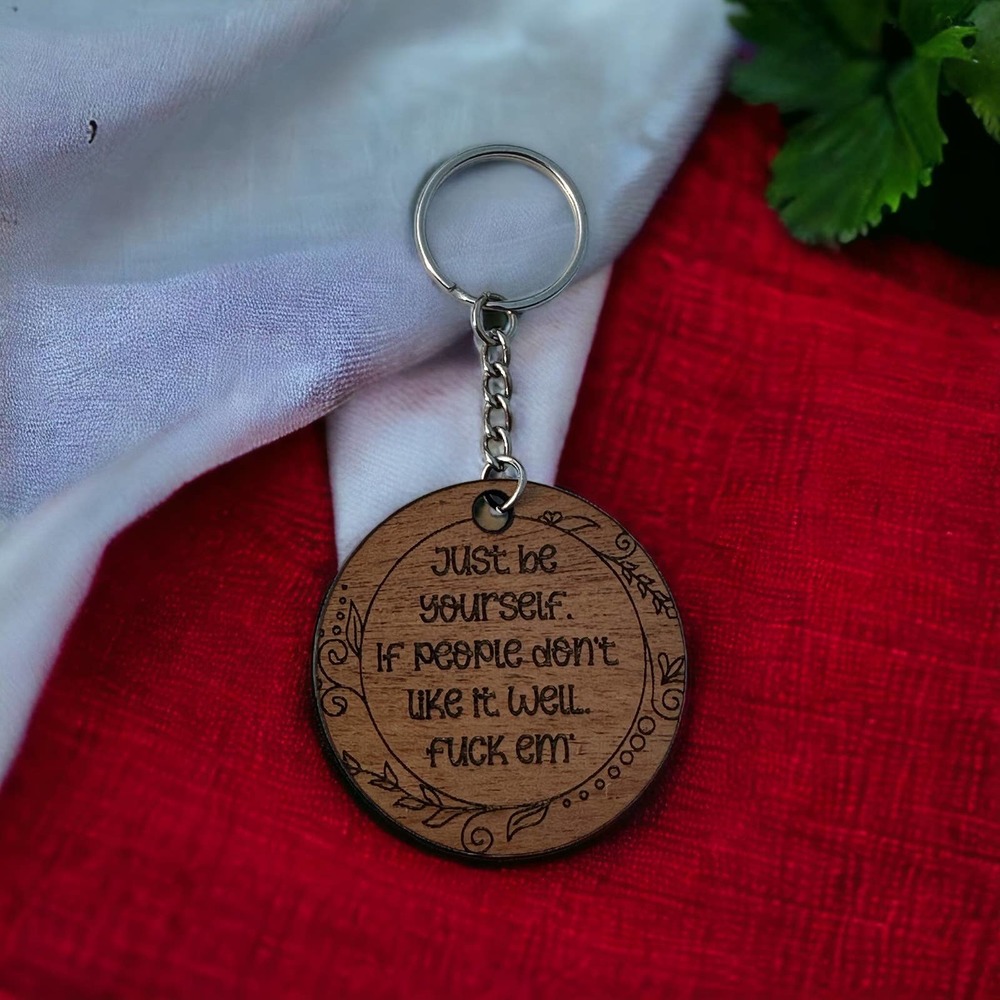 Just be
yourself.
If people don't
like it well.
fuck em'